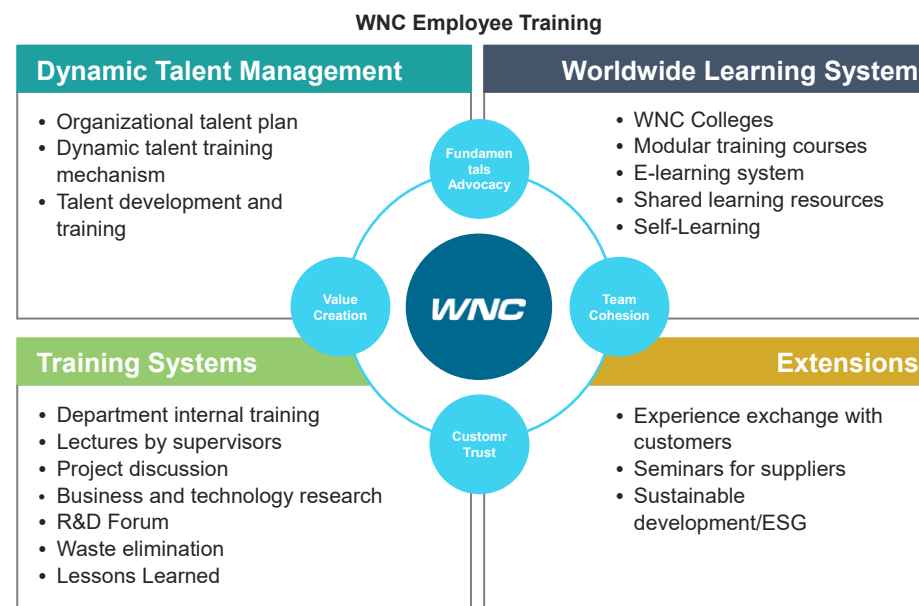 WNC Employee Training
Dynamic Talent Management
• Organizational talent plan
• Dynamic talent training
mechanism
• Talent development and
training
Worldwide Learning System
• WNC Colleges
• Modular training courses
• E-learning system
• Shared learning resources
• Self-Learning
Fundamen
tals
Advocacy
Value
Creation
WNC
Team
Cohesion
Customr
Trust
Training Systems
• Department internal training
• Lectures by supervisors
• Project discussion
• Business and technology research
• R&D Forum
• Waste elimination
• Lessons Learned
Extensions
• Experience exchange with
customers
• Seminars for suppliers
• Sustainable
development/ESG